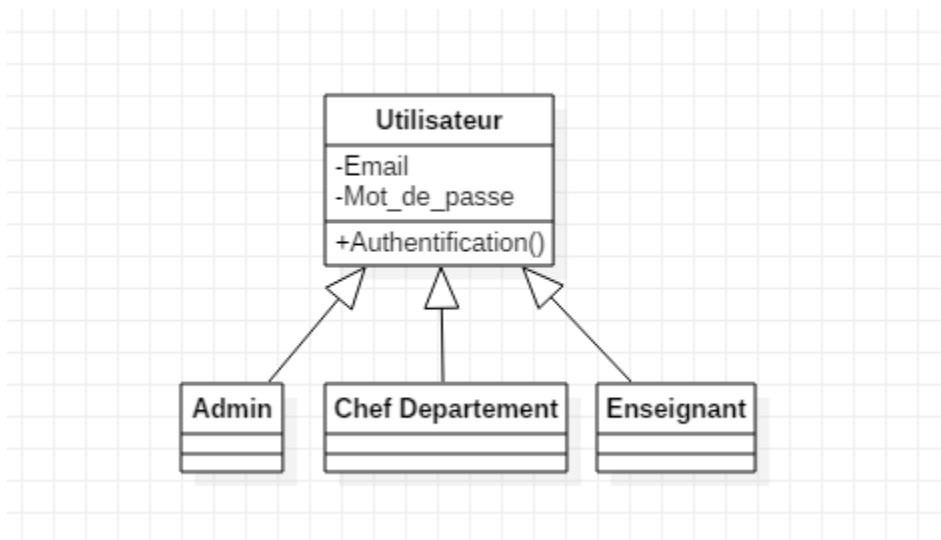 Utilisateur
-Email
-Mot_de_passe
+Authentification()
Admin
Chef Departement
Enseignant